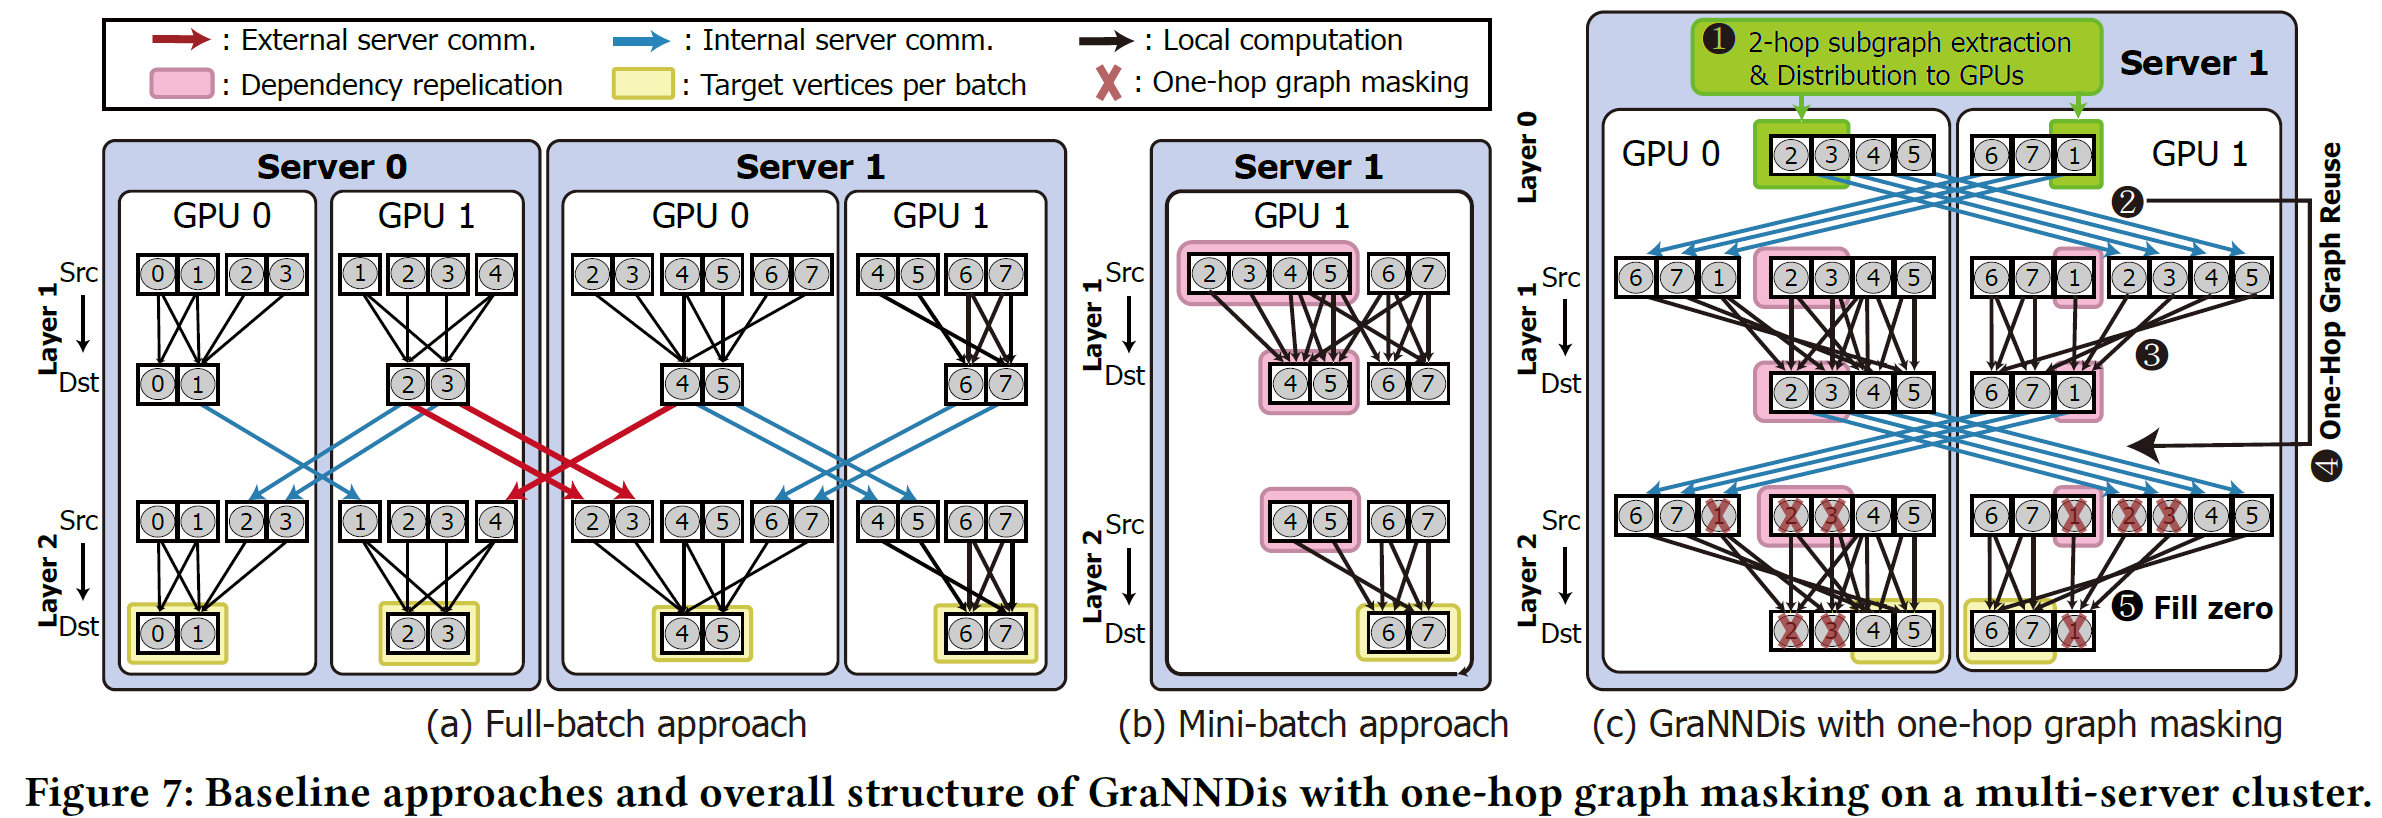 : External server comm. : Internal server comm. : Local computation
: Dependency repelication : Target vertices per batch : One-hop graph masking
Server 0 Server 1
GPU 0 GPU 1 GPU 0 GPU 1
Layer 1
Src 0 1 2 3 1 2 3 4 2 3 4 5 6 7 4 5 6 7
Dst 0 1 2 3 4 5 6 7
Layer 2
Src 0 1 2 3 1 2 3 4 2 3 4 5 6 7 4 5 6 7
Dst 0 1 2 3 4 5 6 7
(a) Full-batch approach
Server 1
GPU 1
Layer 1
Src 2 3 4 5 6 7
Dst 4 5 6 7
Layer 2
Src 4 5 6 7
Dst 6 7
(b) Mini-batch approach
❶ 2-hop subgraph extraction
& Distribution to GPUs
Server 1
Layer 0
GPU 0 2 3 4 5 6 7 1 GPU 1
❷
Layer 1
Src 6 7 1 2 3 4 5 6 7 1 2 3 4 5
❸
Dst 2 3 4 5 6 7 1
❹ One-Hop Graph Reuse
Layer 2
Src 6 7 1 2 3 4 5 6 7 1 2 3 4 5
❺ Fill zero
Dst 2 3 4 5 6 7 1
(c) GraNNDis with one-hop graph masking
Figure 7: Baseline approaches and overall structure of GraNNDis with one-hop graph masking on a multi-server cluster.